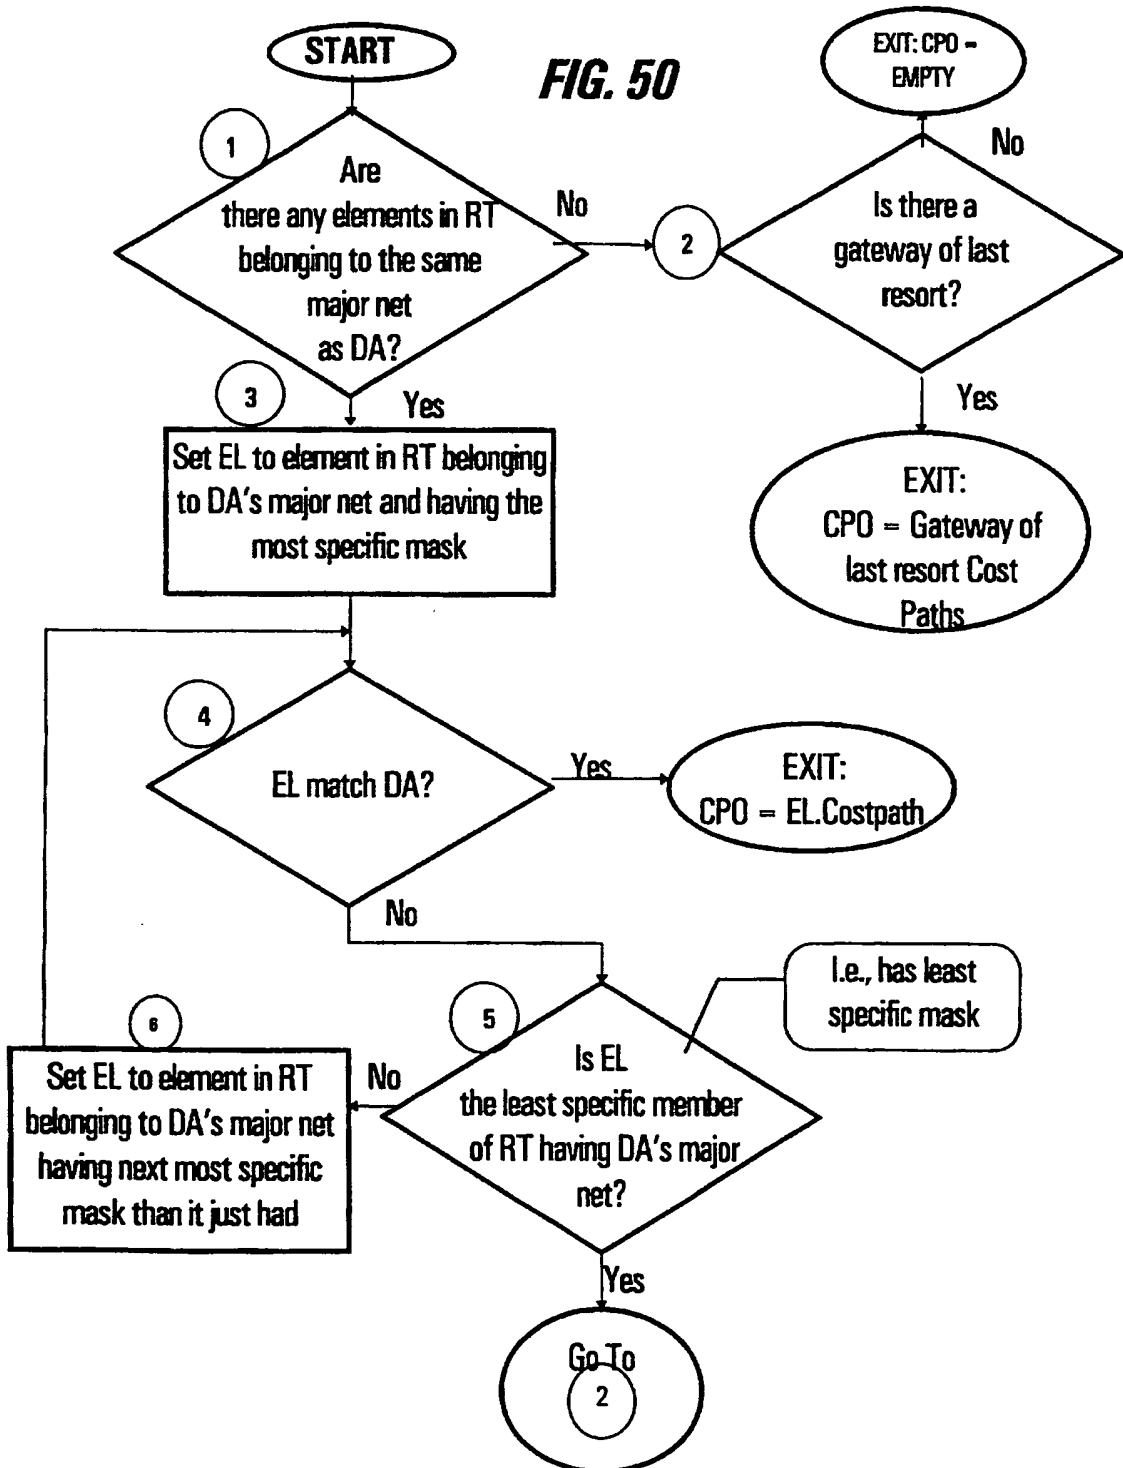 START
FIG. 50
EXIT: CPO =
EMPTY
1
Are
there any elements in RT
belonging to the same
major net
as DA?
No
2
Is there a
gateway of last
resort?
No
Yes
EXIT:
CPO = Gateway of
last resort Cost
Paths
3
Yes
Set EL to element in RT belonging
to DA's major net and having the
most specific mask
4
EL match DA?
Yes
EXIT:
CPO = EL.Costpath
No
I.e., has least
specific mask
5
Is EL
the least specific member
of RT having DA's major
net?
No
6
Set EL to element in RT
belonging to DA's major net
having next most specific
mask than it just had
Yes
Go To
2